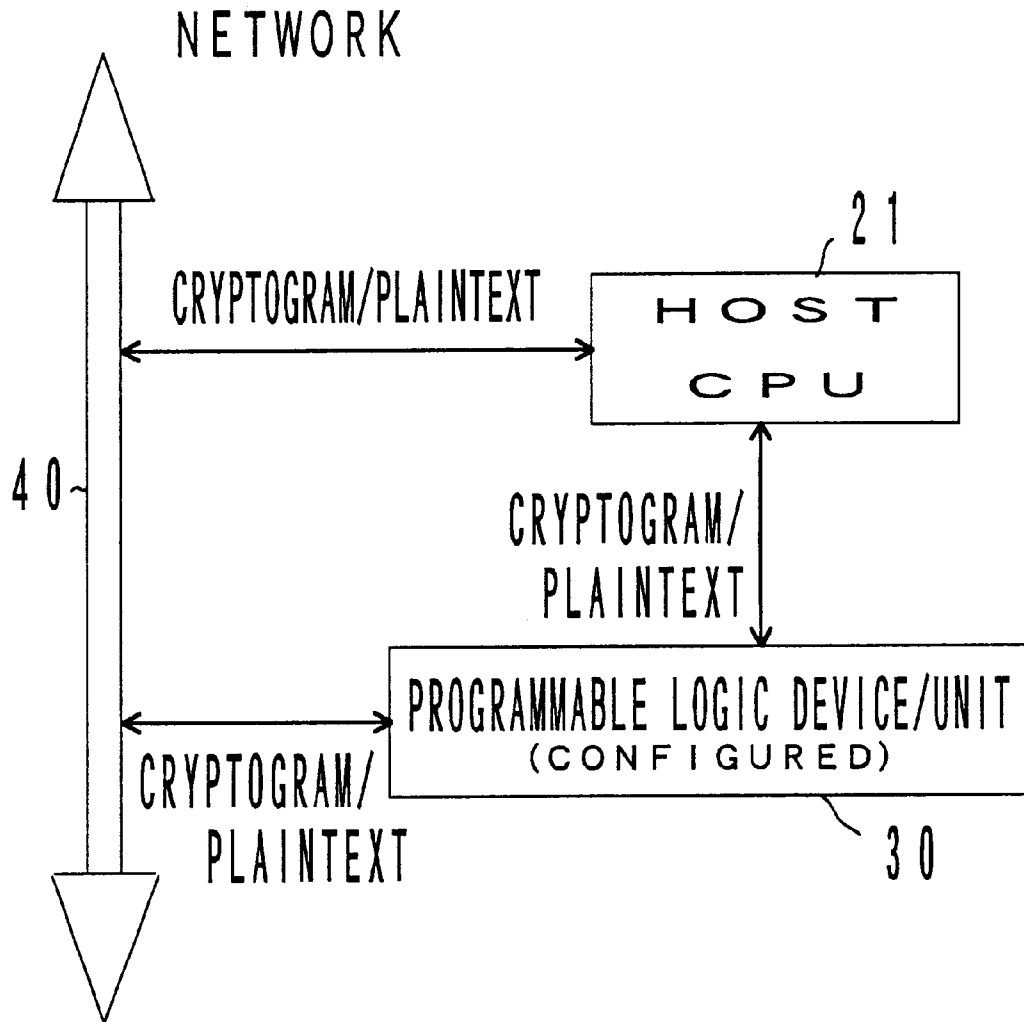 NETWORK
21
CRYPTOGRAM/PLAINTEXT
HOST
CPU
40
CRYPTOGRAM/
PLAINTEXT
PROGRAMMABLE LOGIC DEVICE/UNIT
(CONFIGURED)
CRYPTOGRAM/
PLAINTEXT
30